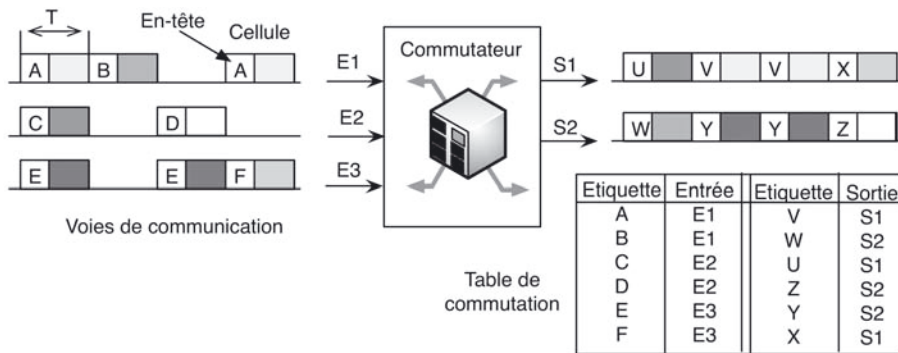 T
En-tête
Cellule
A B A
C D
E E F
Voies de communication
E1
E2
E3
Commutateur
S1
S2
U V V X
W Y Y Z
Table de
commutation
Etiquette Entrée Etiquette Sortie
A E1 V S1
B E1 W S2
C E2 U S1
D E2 Z S2
E E3 Y S2
F E3 X S1